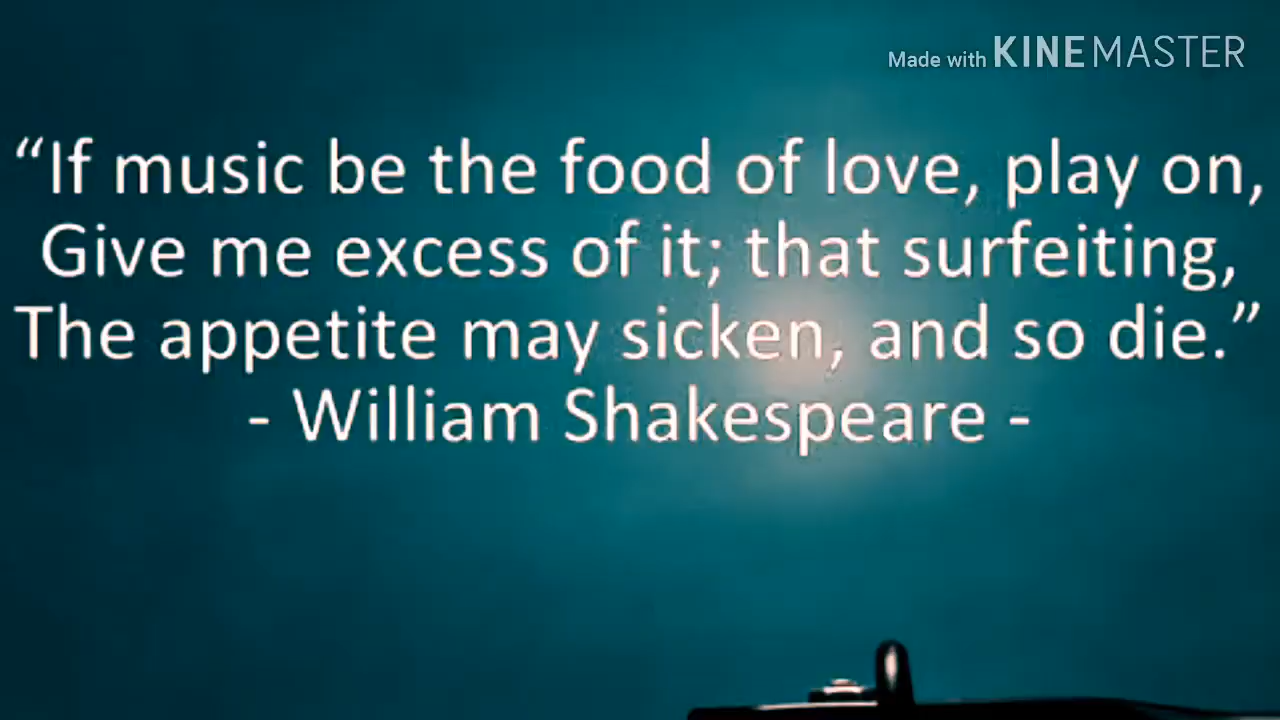 Made with KINEMASTER
“If music be the food of love, play on,
Give me excess of it; that surfeiting,
The appetite may sicken, and so die.”
- William Shakespeare -